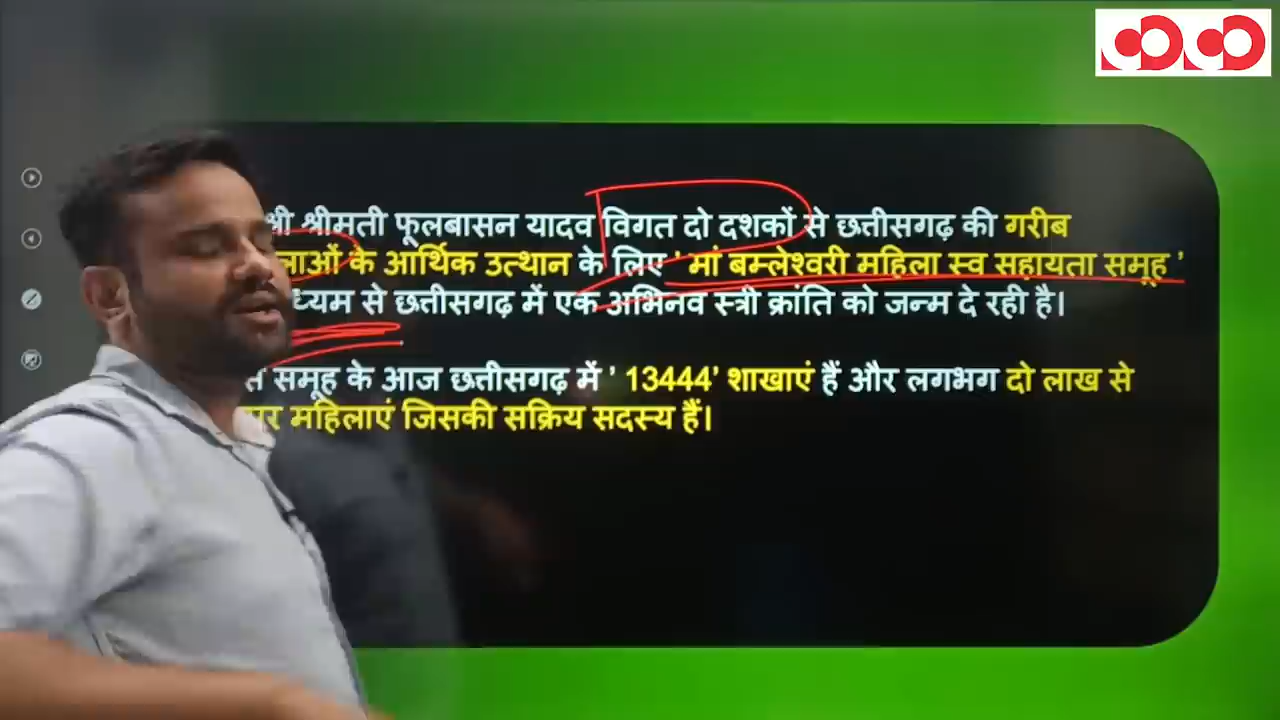 श्रीमती फूलबासन यादव विगत दो दशकों से छत्तीसगढ़ की गरीब
के आर्थिक उत्थान के लिए ' मां बम्लेश्वरी महिला स्व सहायता समूह '
से छत्तीसगढ़ में एक अभिनव स्त्री क्रांति को जन्म दे रही है।
समूह के आज छत्तीसगढ़ में ' 13444' शाखाएं हैं और लगभग दो लाख से
महिलाएं जिसकी सक्रिय सदस्य हैं।